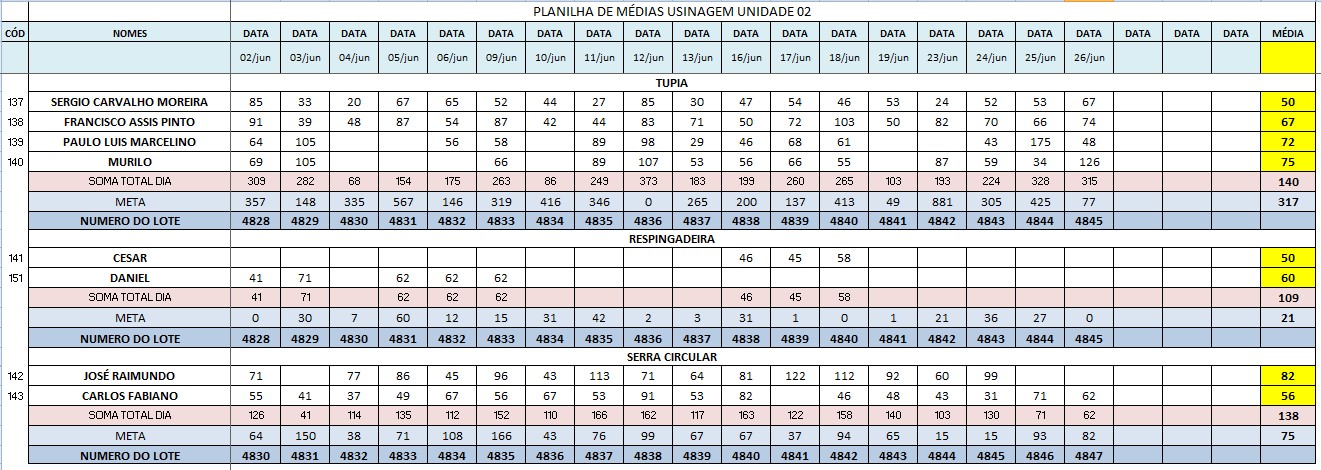 PLANILHA DE MÉDIAS USINAGEM UNIDADE 02
CÓD NOMES DATA DATA DATA DATA DATA DATA DATA DATA DATA DATA DATA DATA DATA DATA DATA DATA DATA DATA DATA DATA DATA MÉDIA
02/jun 03/jun 04/jun 05/jun 06/jun 09/jun 10/jun 11/jun 12/jun 13/jun 16/jun 17/jun 18/jun 19/jun 23/jun 24/jun 25/jun 26/jun
TUPIA
137 SERGIO CARVALHO MOREIRA 85 33 20 67 65 52 44 27 85 30 47 54 46 53 24 52 53 67 50
138 FRANCISCO ASSIS PINTO 91 39 48 87 54 87 42 44 83 71 50 72 103 50 82 70 66 74 67
139 PAULO LUIS MARCELINO 64 105 56 58 89 98 29 46 68 61 43 175 48 72
140 MURILO 69 105 66 89 107 53 56 66 55 87 59 34 126 75
SOMA TOTAL DIA 309 282 68 154 175 263 86 249 373 183 199 260 265 103 193 224 328 315 140
META 357 148 335 567 146 319 416 346 0 265 200 137 413 49 881 305 425 77 317
NUMERO DO LOTE 4828 4829 4830 4831 4832 4833 4834 4835 4836 4837 4838 4839 4840 4841 4842 4843 4844 4845
RESPINGADEIRA
141 CESAR 46 45 58 50
151 DANIEL 41 71 62 62 62 60
SOMA TOTAL DIA 41 71 62 62 62 46 45 58 109
META 0 30 7 60 12 15 31 42 2 3 31 1 0 1 21 36 27 0 21
NUMERO DO LOTE 4828 4829 4830 4831 4832 4833 4834 4835 4836 4837 4838 4839 4840 4841 4842 4843 4844 4845
SERRA CIRCULAR
142 JOSÉ RAIMUNDO 71 77 86 45 96 43 113 71 64 81 122 112 92 60 99 82
143 CARLOS FABIANO 55 41 37 49 67 56 67 53 91 53 82 46 48 43 31 71 62 56
SOMA TOTAL DIA 126 41 114 135 112 152 110 166 162 117 163 122 158 140 103 130 71 62 138
META 64 150 38 71 108 166 43 76 99 67 67 37 94 65 15 15 93 82 75
NUMERO DO LOTE 4830 4831 4832 4833 4834 4835 4836 4837 4838 4839 4840 4841 4842 4843 4844 4845 4846 4847